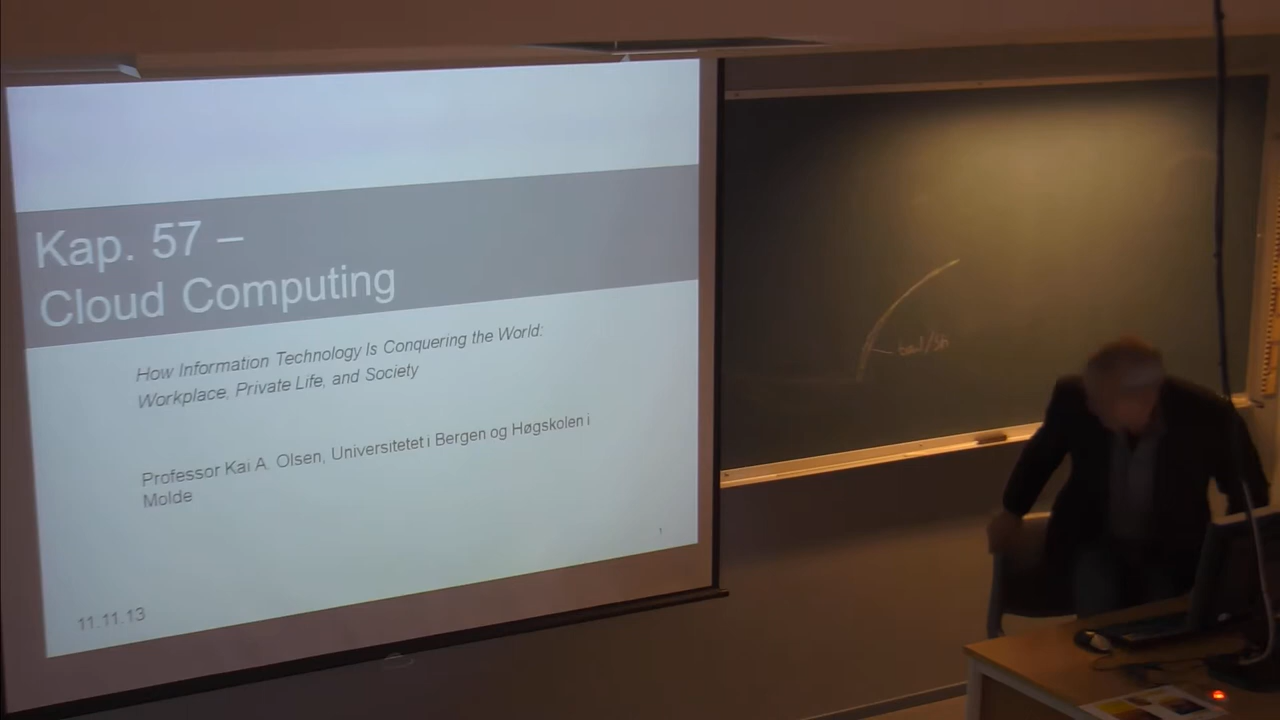 Kap. 57 –
Cloud Computing
How Information Technology Is Conquering the World:
Workplace, Private Life, and Society
Professor Kai A. Olsen, Universitetet i Bergen og Høgskolen i
Molde
1
11.11.13